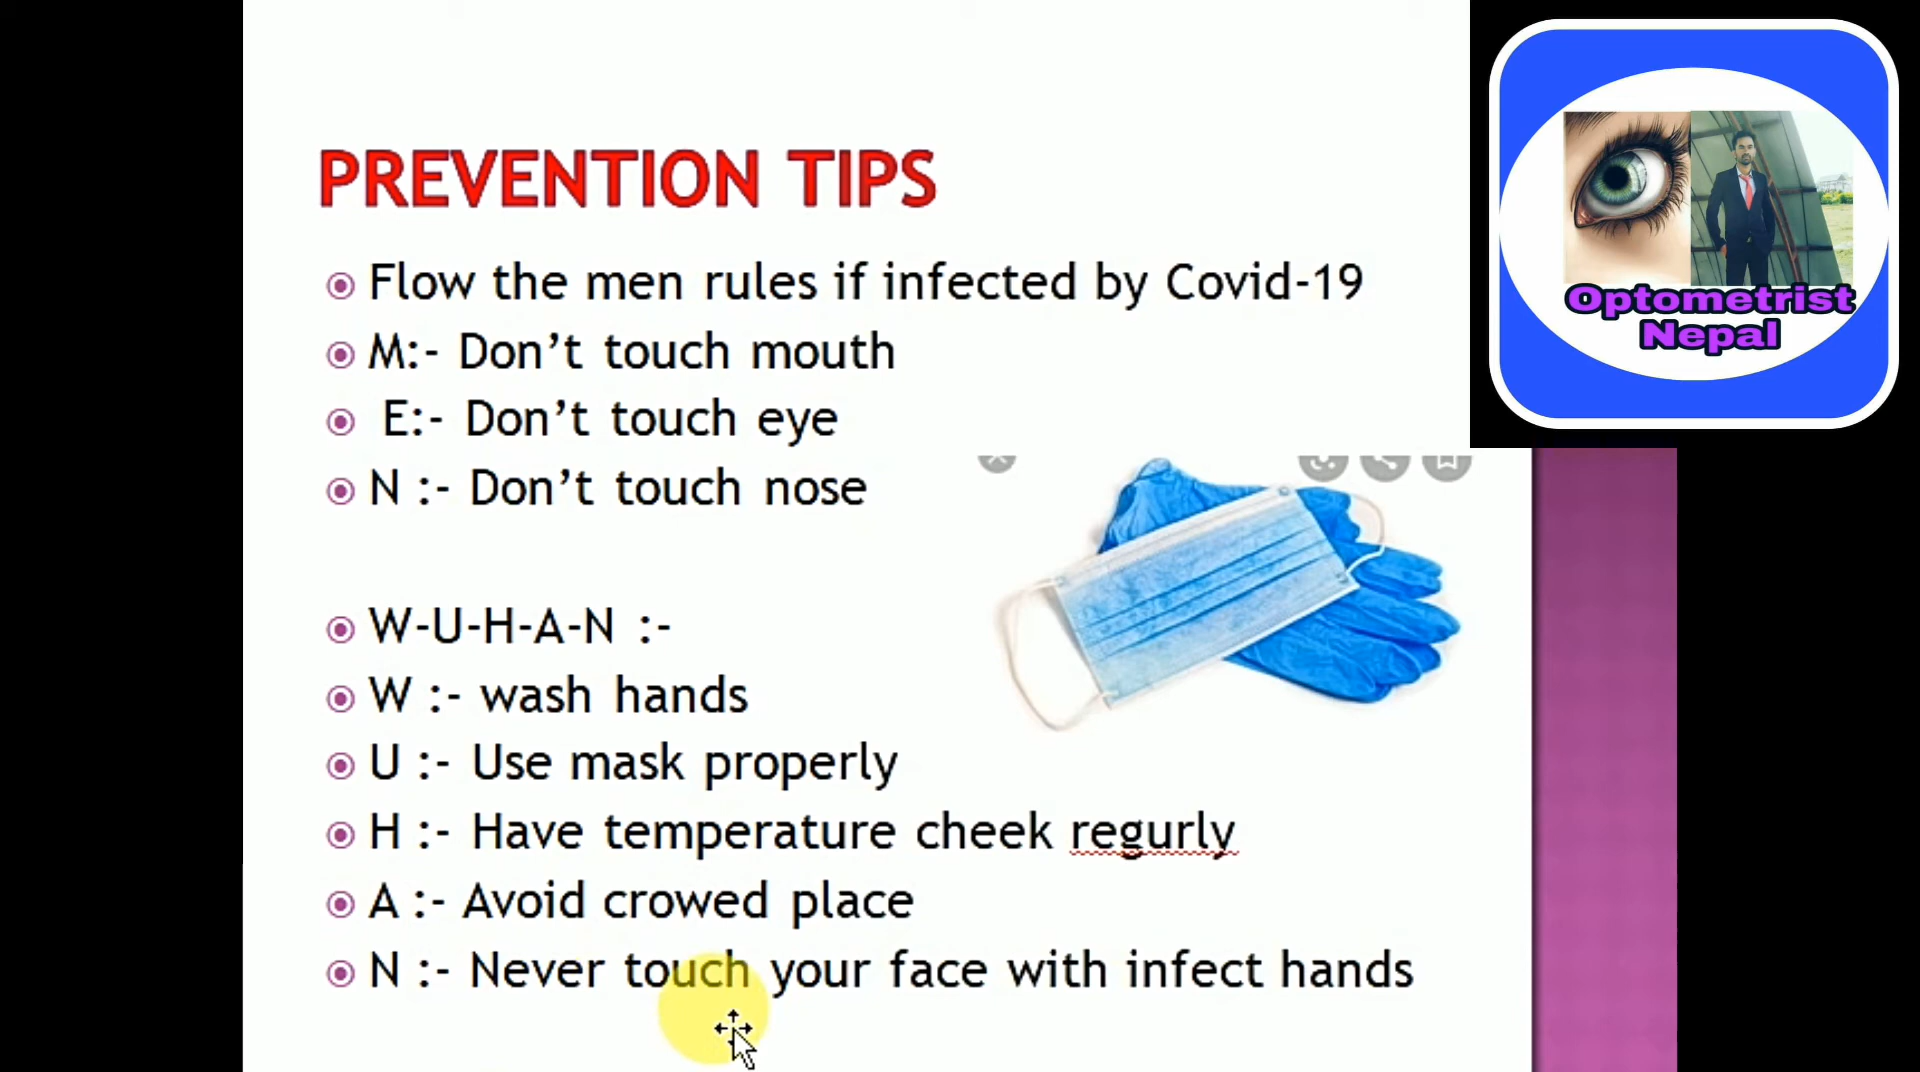 PREVENTION TIPS
Flow the men rules if infected by Covid-19
M:- Don't touch mouth
E:- Don't touch eye
N :- Don't touch nose
W-U-H-A-N :-
W :- wash hands
U :- Use mask properly
H :- Have temperature cheek regurly
A :- Avoid crowed place
N :- Never touch your face with infect hands
Optometrist
Nepal